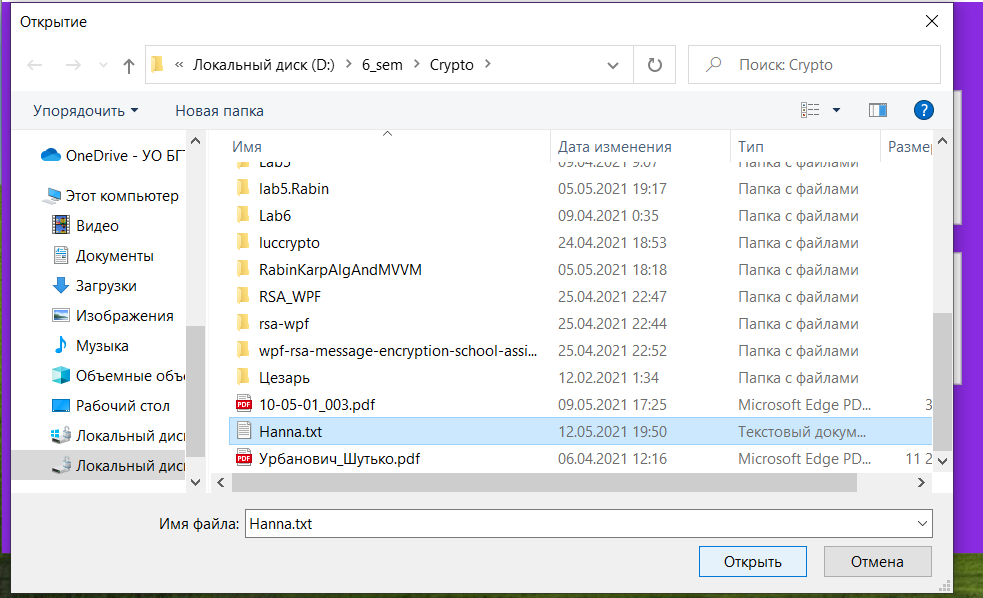 Открытие
« Локальный диск (D:) > 6_sem > Crypto >
Поиск: Crypto
Упорядочить
Новая папка
?
Имя
Дата изменения
Тип
Размер
OneDrive - УО БГТ
Этот компьютер
Видео
Документы
Загрузки
Изображения
Музыка
Объемные объе
Рабочий стол
Локальный дис
Локальный дис
Lab5 09.04.2021 9:07 Папка с файлами
lab5.Rabin 05.05.2021 19:17 Папка с файлами
Lab6 09.04.2021 0:35 Папка с файлами
luccrypto 24.04.2021 18:53 Папка с файлами
RabinKarpAlgAndMVVM 05.05.2021 18:18 Папка с файлами
RSA_WPF 25.04.2021 22:47 Папка с файлами
rsa-wpf 25.04.2021 22:44 Папка с файлами
wpf-rsa-message-encryption-school-assi... 25.04.2021 22:52 Папка с файлами
Цезарь 12.02.2021 1:34 Папка с файлами
PDF 10-05-01_003.pdf 09.05.2021 17:25 Microsoft Edge PD... 3
Hanna.txt 12.05.2021 19:50 Текстовый докум...
PDF Урбанович_Шутько.pdf 06.04.2021 12:16 Microsoft Edge PD... 11 2
Имя файла: Hanna.txt
Открыть
Отмена